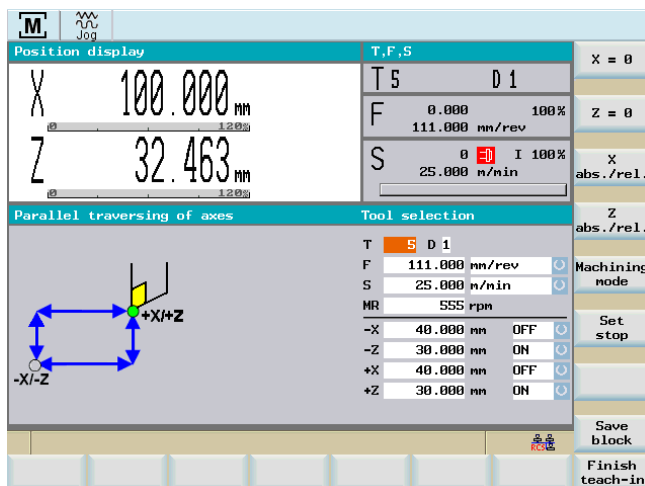 M
Jog
Position display
X 100.000 mm
0 120%
Z 32.463 mm
0 120%
T,F,S
T 5 D 1
F 0.000 100%
111.000 mm/rev
S 0 I 100%
25.000 m/min
Parallel traversing of axes
+X/+Z
-X/-Z
Tool selection
T 5 D 1
F 111.000 mm/rev
S 25.000 m/min
MR 555 rpm
-X 40.000 mm OFF
-Z 30.000 mm ON
+X 40.000 mm OFF
+Z 30.000 mm ON
RCS
X = 0
Z = 0
X
abs./rel.
Z
abs./rel.
Machining
mode
Set
stop
Save
block
Finish
teach-in